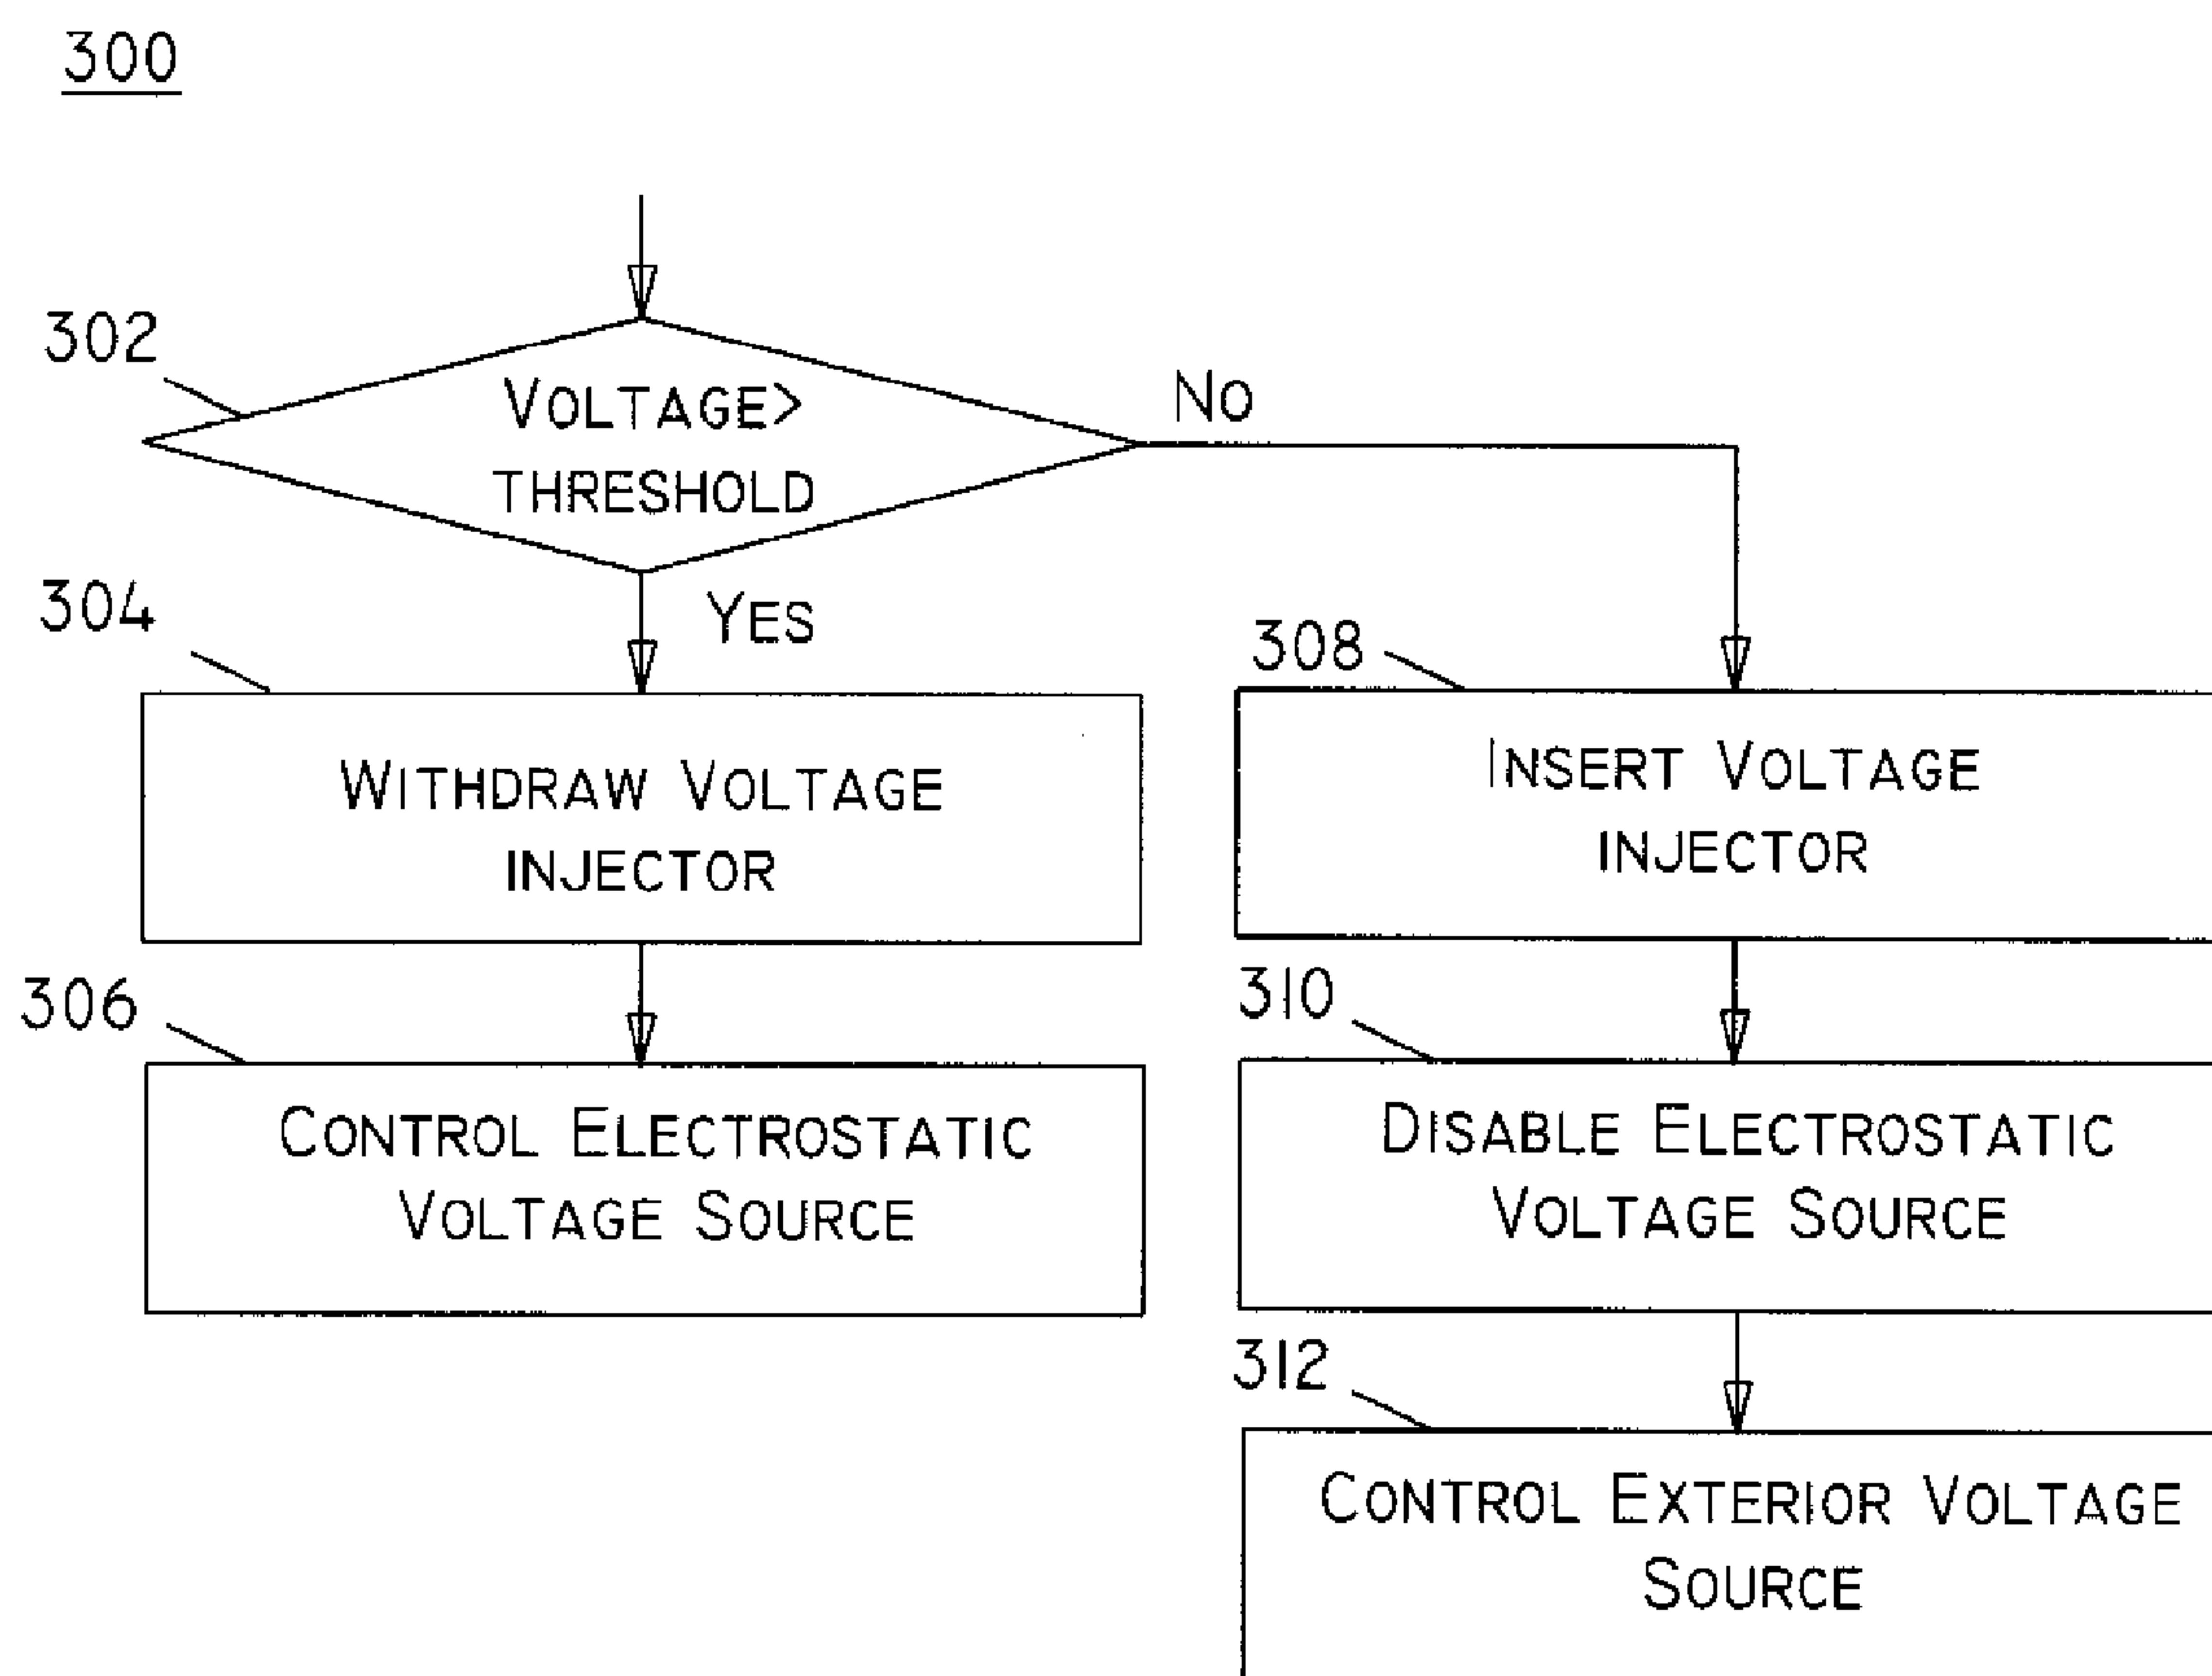 300
302
VOLTAGE>
THRESHOLD
NO
YES
304
WITHDRAW VOLTAGE
INJECTOR
306
CONTROL ELECTROSTATIC
VOLTAGE SOURCE
308
INSERT VOLTAGE
INJECTOR
310
DISABLE ELECTROSTATIC
VOLTAGE SOURCE
312
CONTROL EXTERIOR VOLTAGE
SOURCE